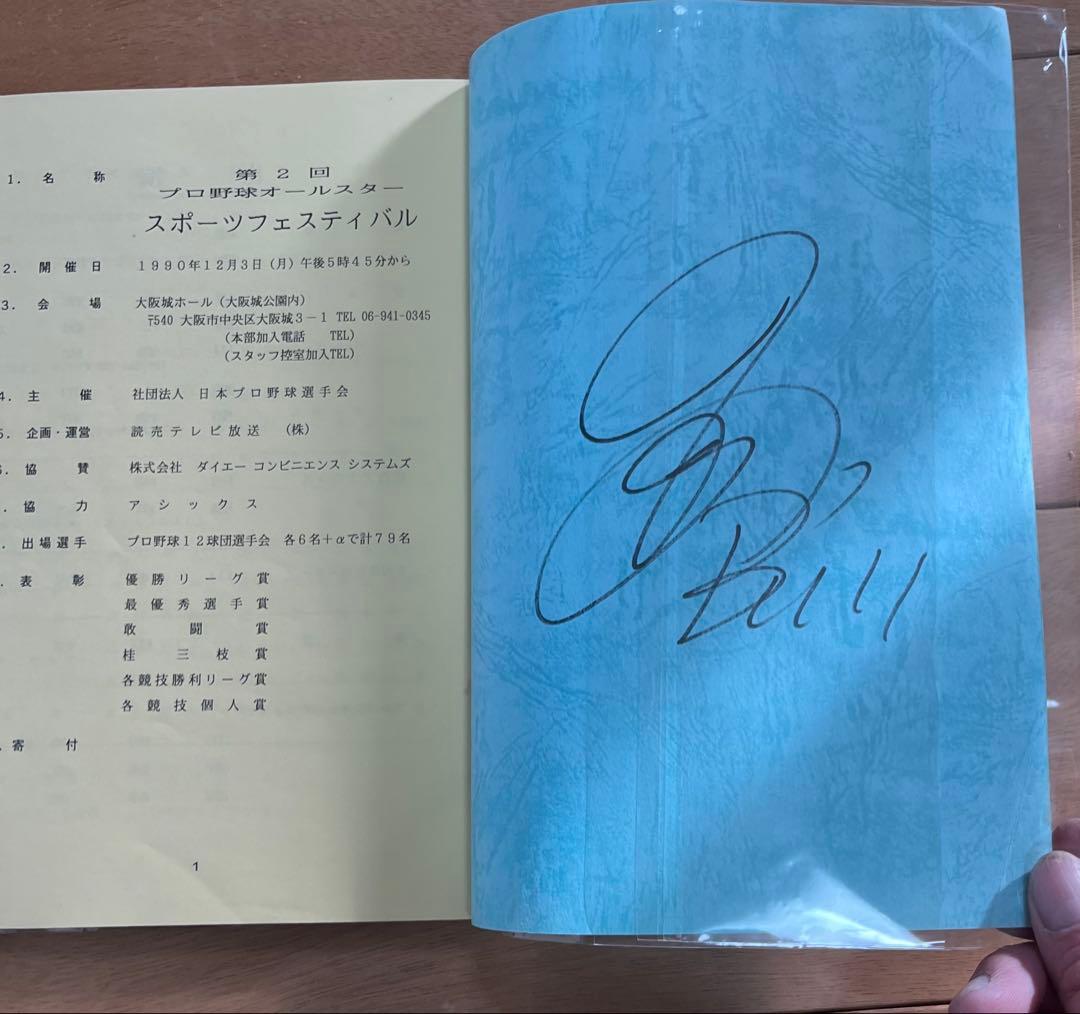 1. 名 称 第 2 回
プロ野球オールスター
スポーツフェスティバル
2. 開 催 日 1990年12月3日(月)午後5時45分から
3. 会 場 大阪城ホール(大阪城公園内)
〒540 大阪市中央区大阪城3-1 TEL 06-941-0345
(本部加入電話 TEL)
(スタッフ控室加入TEL)
4. 主 催 社団法人 日本プロ野球選手会
5. 企画・運営 読売テレビ放送 (株)
6. 協 賛 株式会社 ダイエー コンビニエンス システムズ
. 協 力 アシックス
. 出場選手 プロ野球12球団選手会 各6名+αで計79名
. 表 彰 優勝リーグ賞
最優秀選手賞
敢闘賞
桂三枝賞
各競技勝利リーグ賞
各競技個人賞
. 寄 付
1